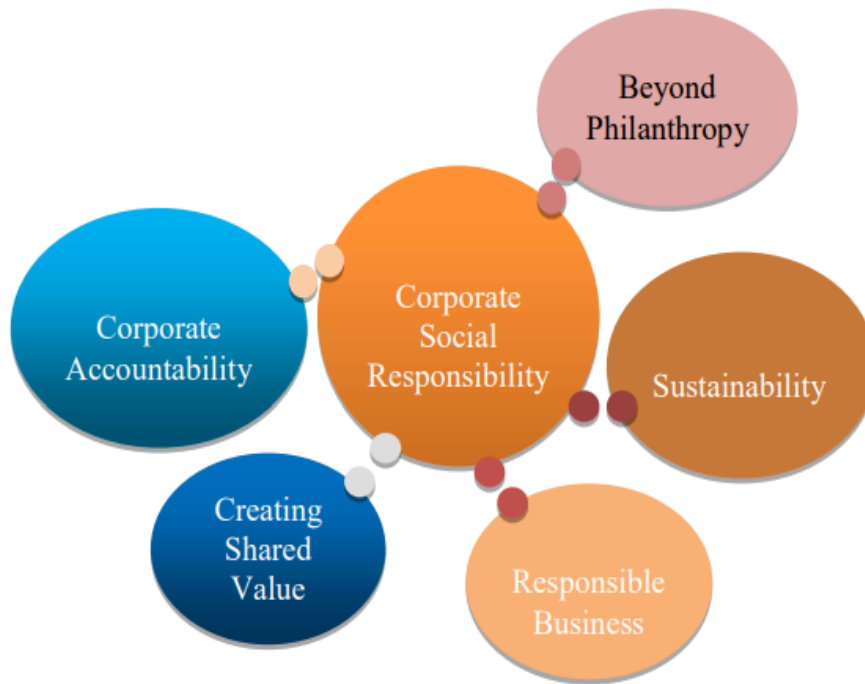 Beyond
Philanthropy
Corporate
Social
Responsibility
Corporate
Accountability
Sustainability
Creating
Shared
Value
Responsible
Business